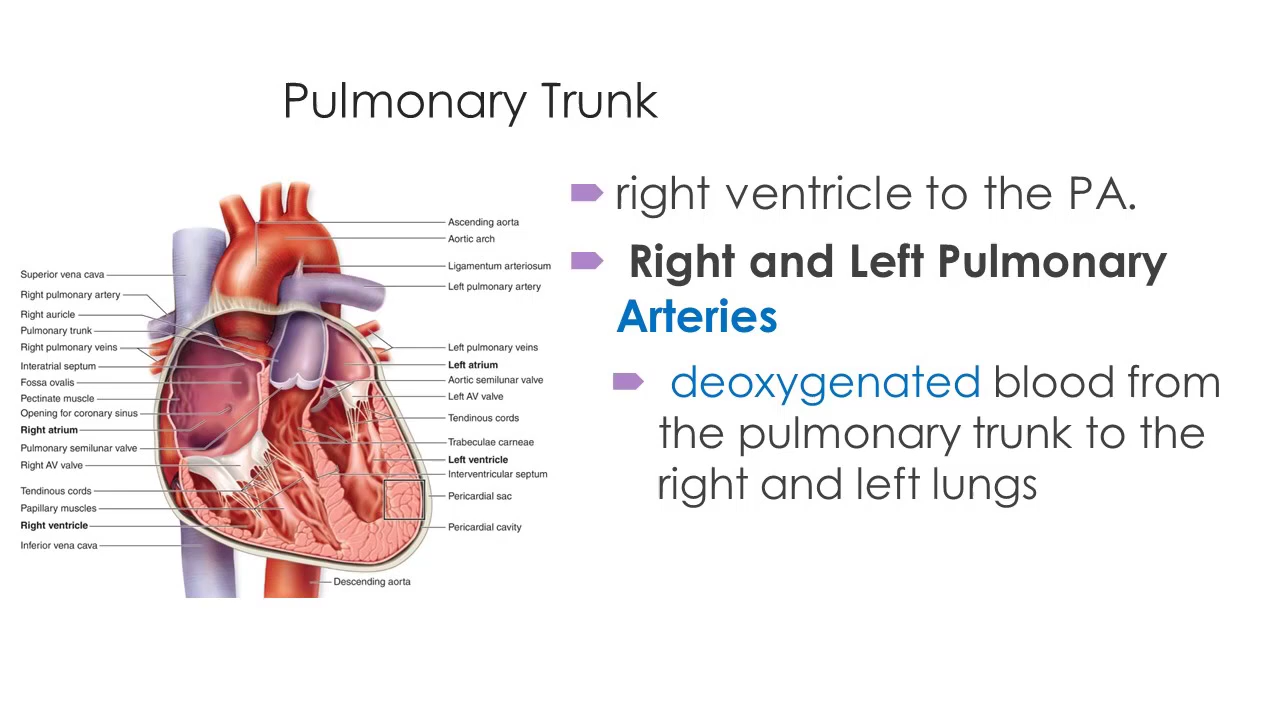 Pulmonary Trunk
right ventricle to the PA.
Right and Left Pulmonary
Arteries
deoxygenated blood from
the pulmonary trunk to the
right and left lungs
Superior vena cava
Right pulmonary artery
Right auricle
Pulmonary trunk
Right pulmonary veins
Interatrial septum
Fossa ovalis
Pectinate muscle
Opening for coronary sinus
Right atrium
Pulmonary semilunar valve
Right AV valve
Tendinous cords
Papillary muscles
Right ventricle
Inferior vena cava
Ascending aorta
Aortic arch
Ligamentum arteriosum
Left pulmonary artery
Left pulmonary veins
Left atrium
Aortic semilunar valve
Left AV valve
Tendinous cords
Trabeculae carneae
Left ventricle
Interventricular septum
Pericardial sac
Pericardial cavity
Descending aorta